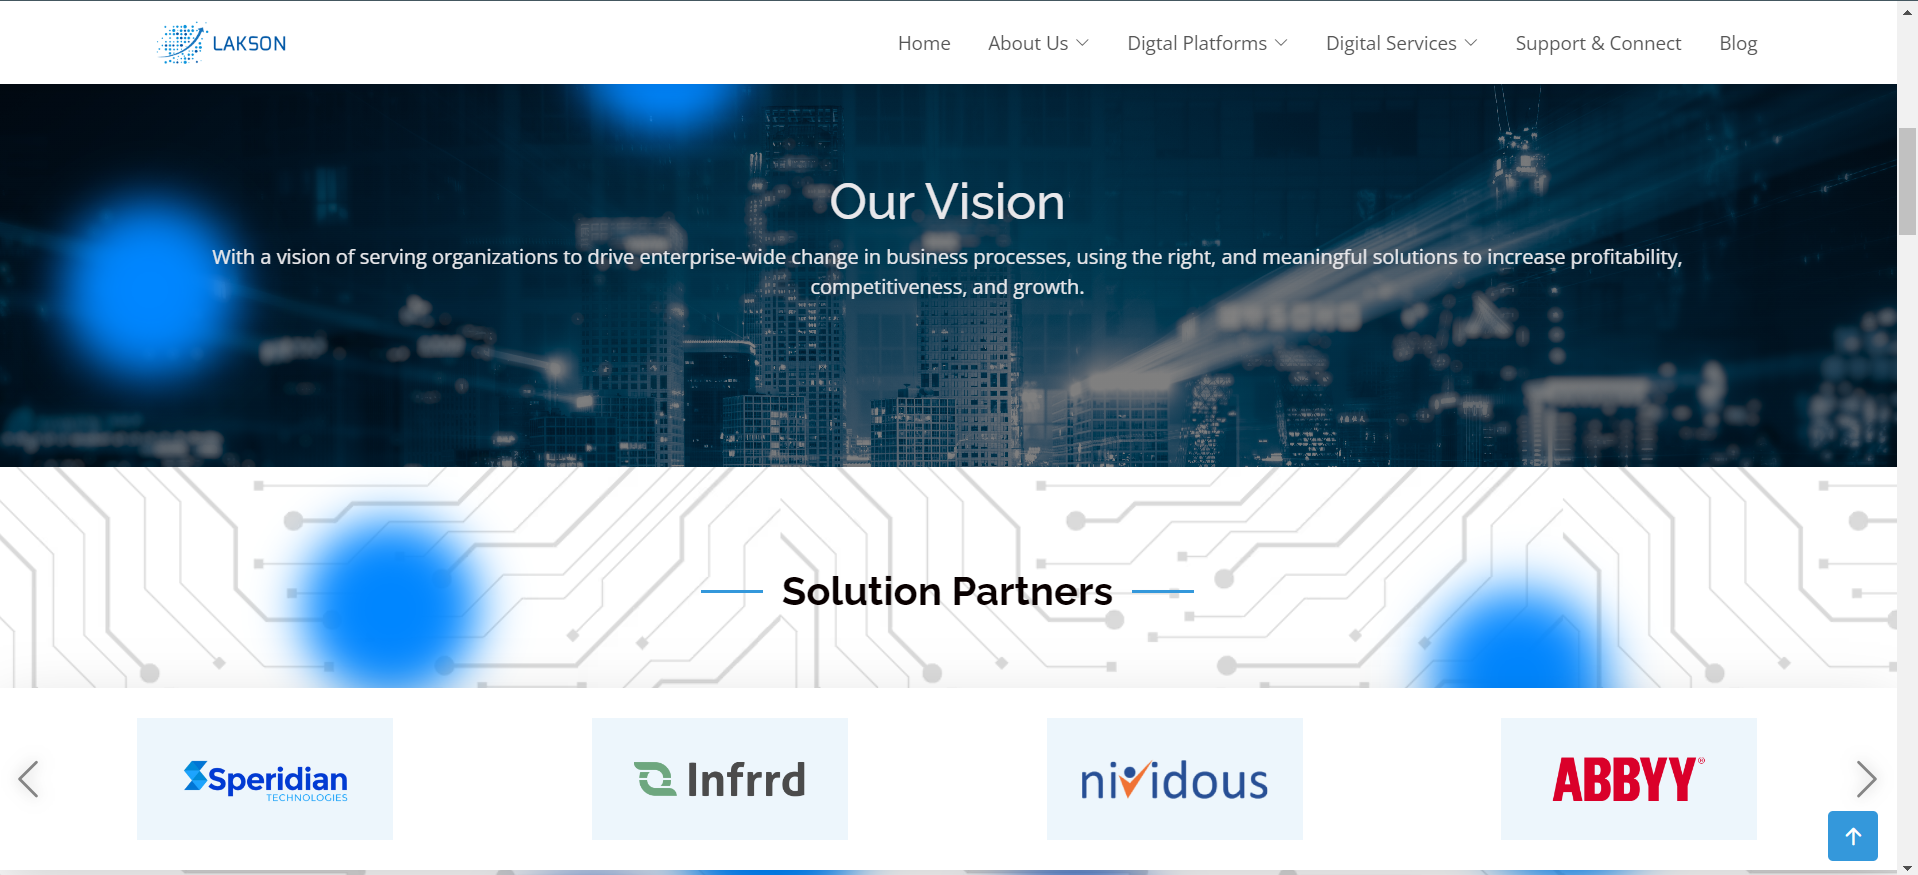 LAKSON
Home
About Us
Digtal Platforms
Digital Services
Support & Connect
Blog
Our Vision
With a vision of serving organizations to drive enterprise-wide change in business processes, using the right, and meaningful solutions to increase profitability,
competitiveness, and growth.
Solution Partners
Speridian
TECHNOLOGIES
Infrrd
nividous
ABBYY®